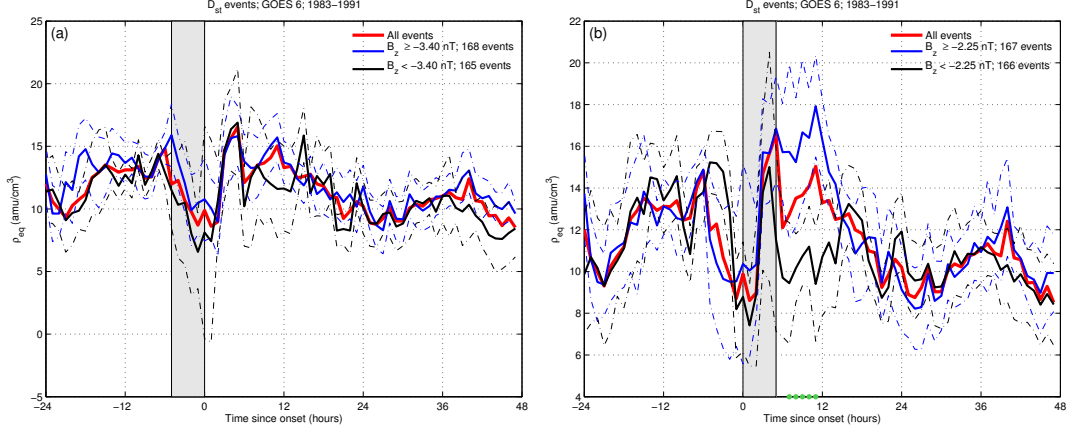 D_st events; GOES 6; 1983−1991
(a)
All events
B_z ≥ −3.40 nT; 168 events
B_z < −3.40 nT; 165 events
ρ_eq (amu/cm³)
25
20
15
10
5
0
−5
−24
−12
0
12
24
36
48
Time since onset (hours)
D_st events; GOES 6; 1983−1991
(b)
All events
B_z ≥ −2.25 nT; 167 events
B_z < −2.25 nT; 166 events
ρ_eq (amu/cm³)
22
20
18
16
14
12
10
8
6
4
−24
−12
0
12
24
36
48
Time since onset (hours)